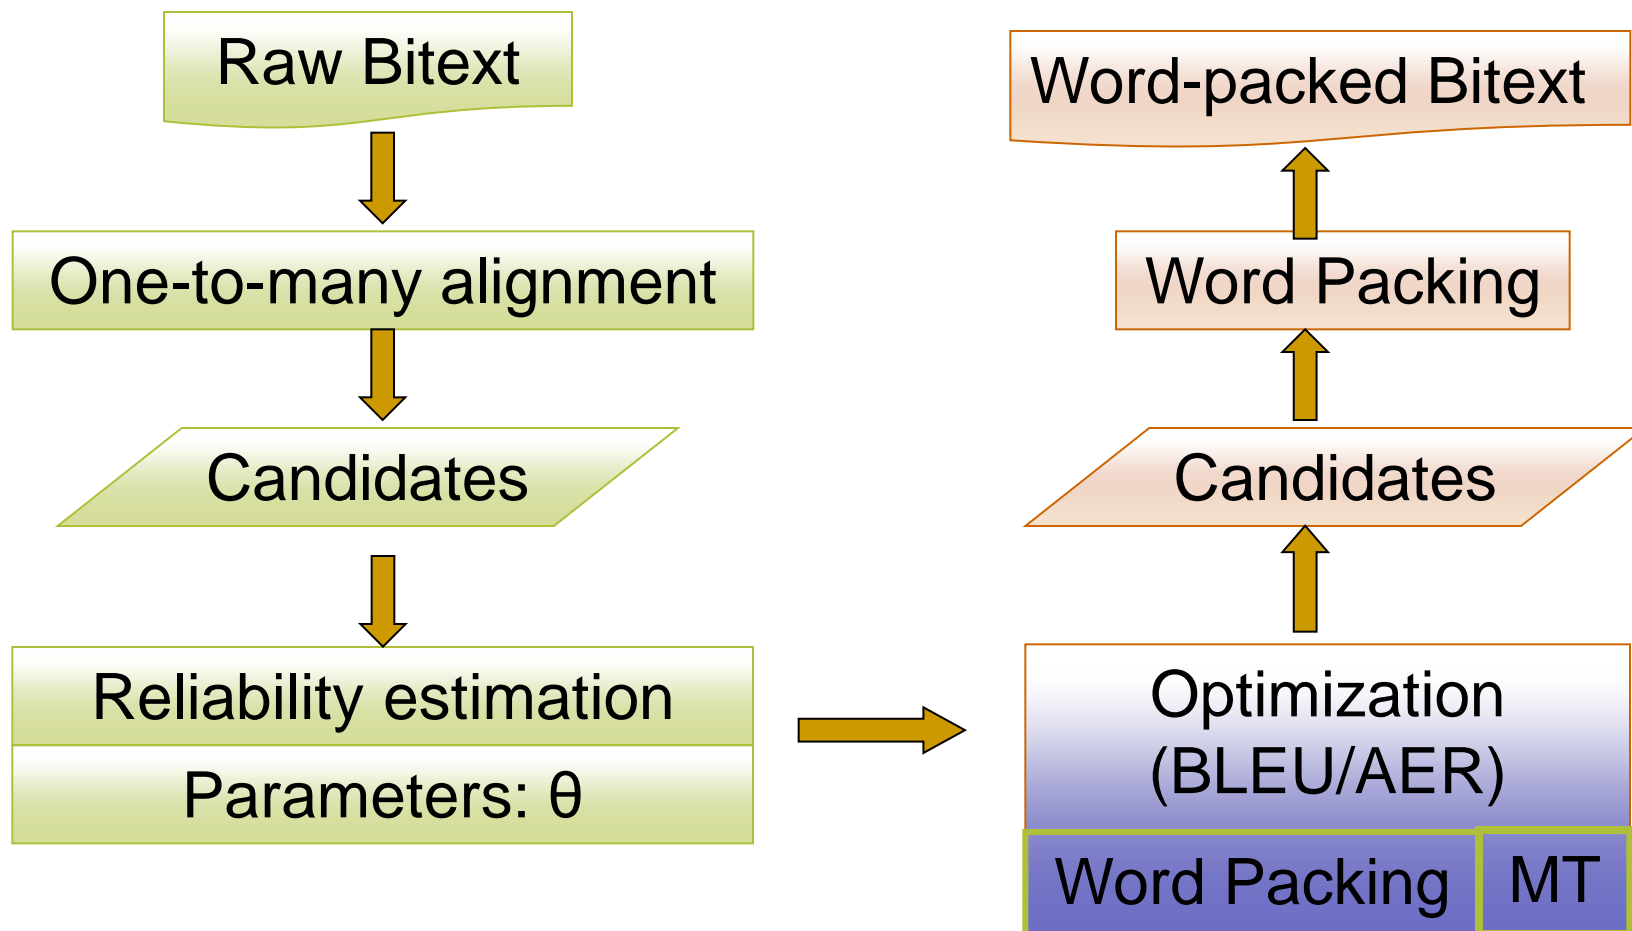 Raw Bitext
One-to-many alignment
Candidates
Reliability estimation
Parameters: θ
Word-packed Bitext
Word Packing
Candidates
Optimization
(BLEU/AER)
Word Packing
MT